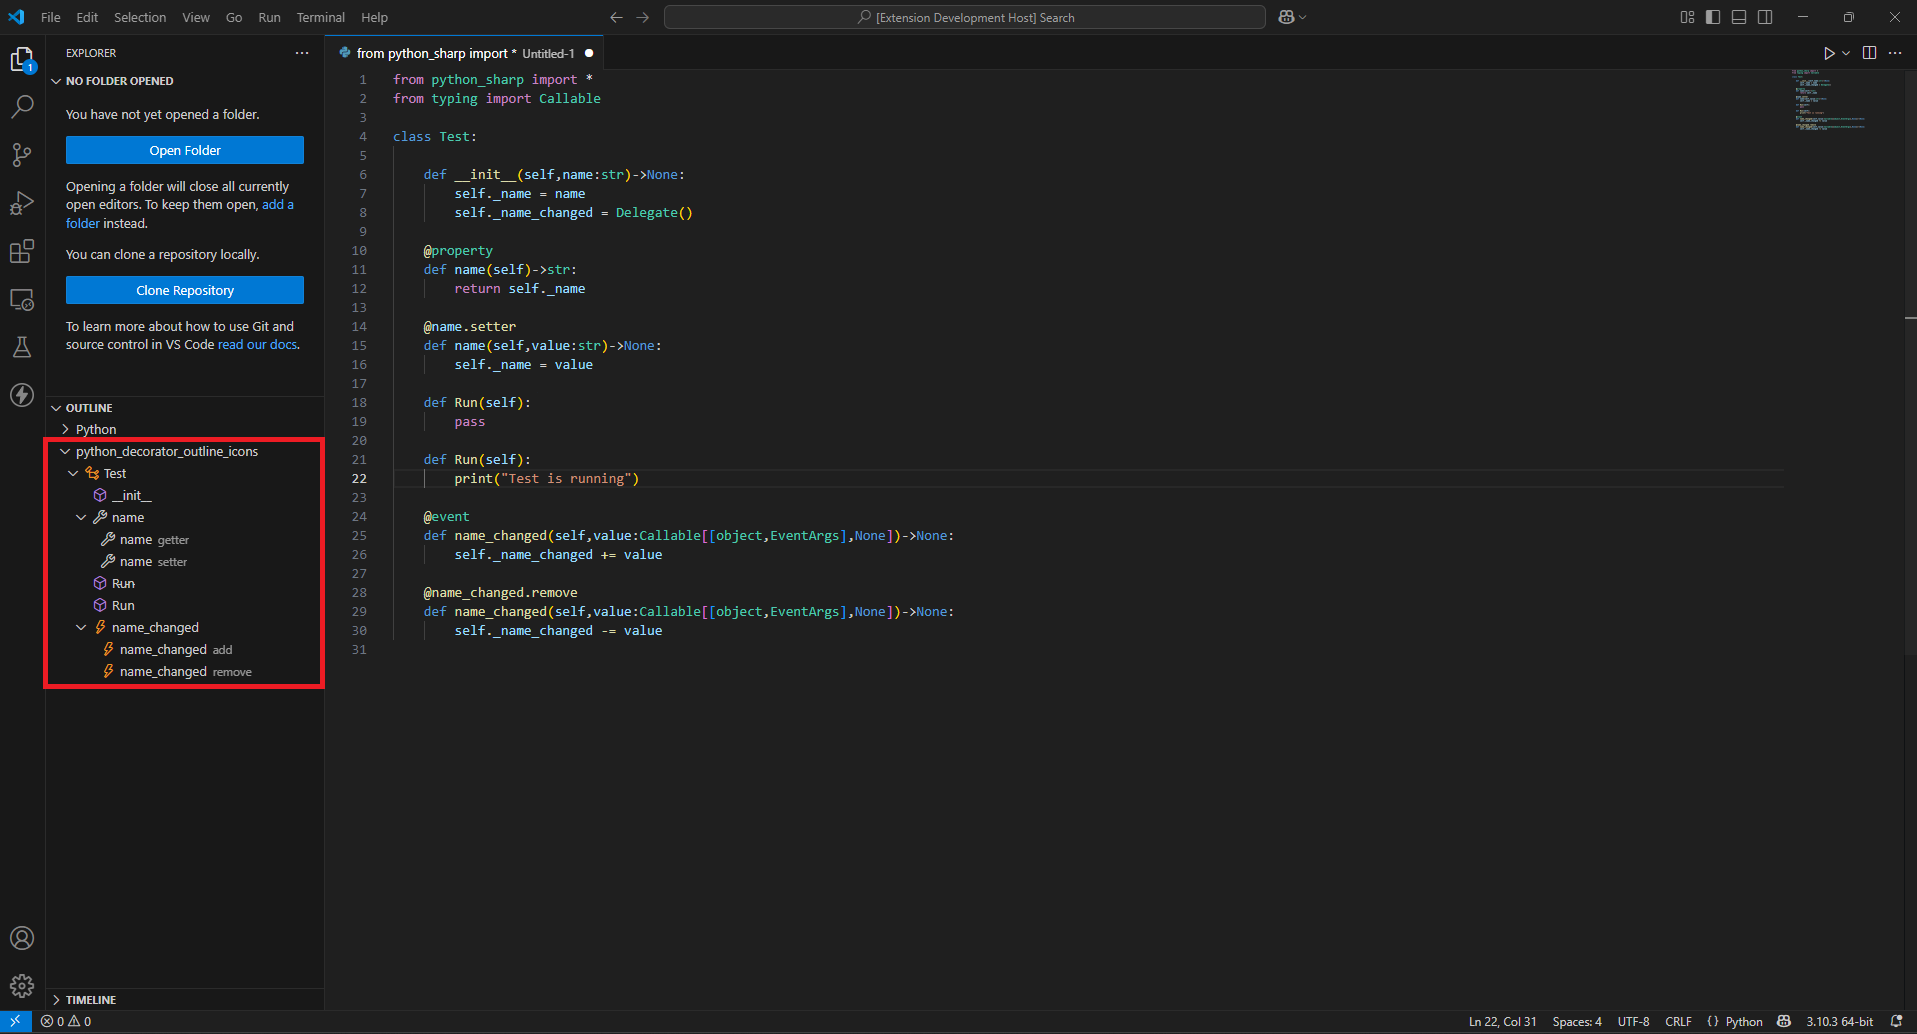 File Edit Selection View Go Run Terminal Help
[Extension Development Host] Search
EXPLORER
1
NO FOLDER OPENED
You have not yet opened a folder.
Open Folder
Opening a folder will close all currently
open editors. To keep them open, add a
folder instead.
You can clone a repository locally.
Clone Repository
To learn more about how to use Git and
source control in VS Code read our docs.
OUTLINE
Python
python_decorator_outline_icons
Test
__init__
name
name getter
name setter
Run
Run
name_changed
name_changed add
name_changed remove
TIMELINE
from python_sharp import * Untitled-1
1 from python_sharp import *
2 from typing import Callable
3
4 class Test:
5
6 def __init__(self,name:str)->None:
7 self._name = name
8 self._name_changed = Delegate()
9
10 @property
11 def name(self)->str:
12 return self._name
13
14 @name.setter
15 def name(self,value:str)->None:
16 self._name = value
17
18 def Run(self):
19 pass
20
21 def Run(self):
22 print("Test is running")
23
24 @event
25 def name_changed(self,value:Callable[[object,EventArgs],None])->None:
26 self._name_changed += value
27
28 @name_changed.remove
29 def name_changed(self,value:Callable[[object,EventArgs],None])->None:
30 self._name_changed -= value
31
0 0
Ln 22, Col 31 Spaces: 4 UTF-8 CRLF {} Python 3.10.3 64-bit